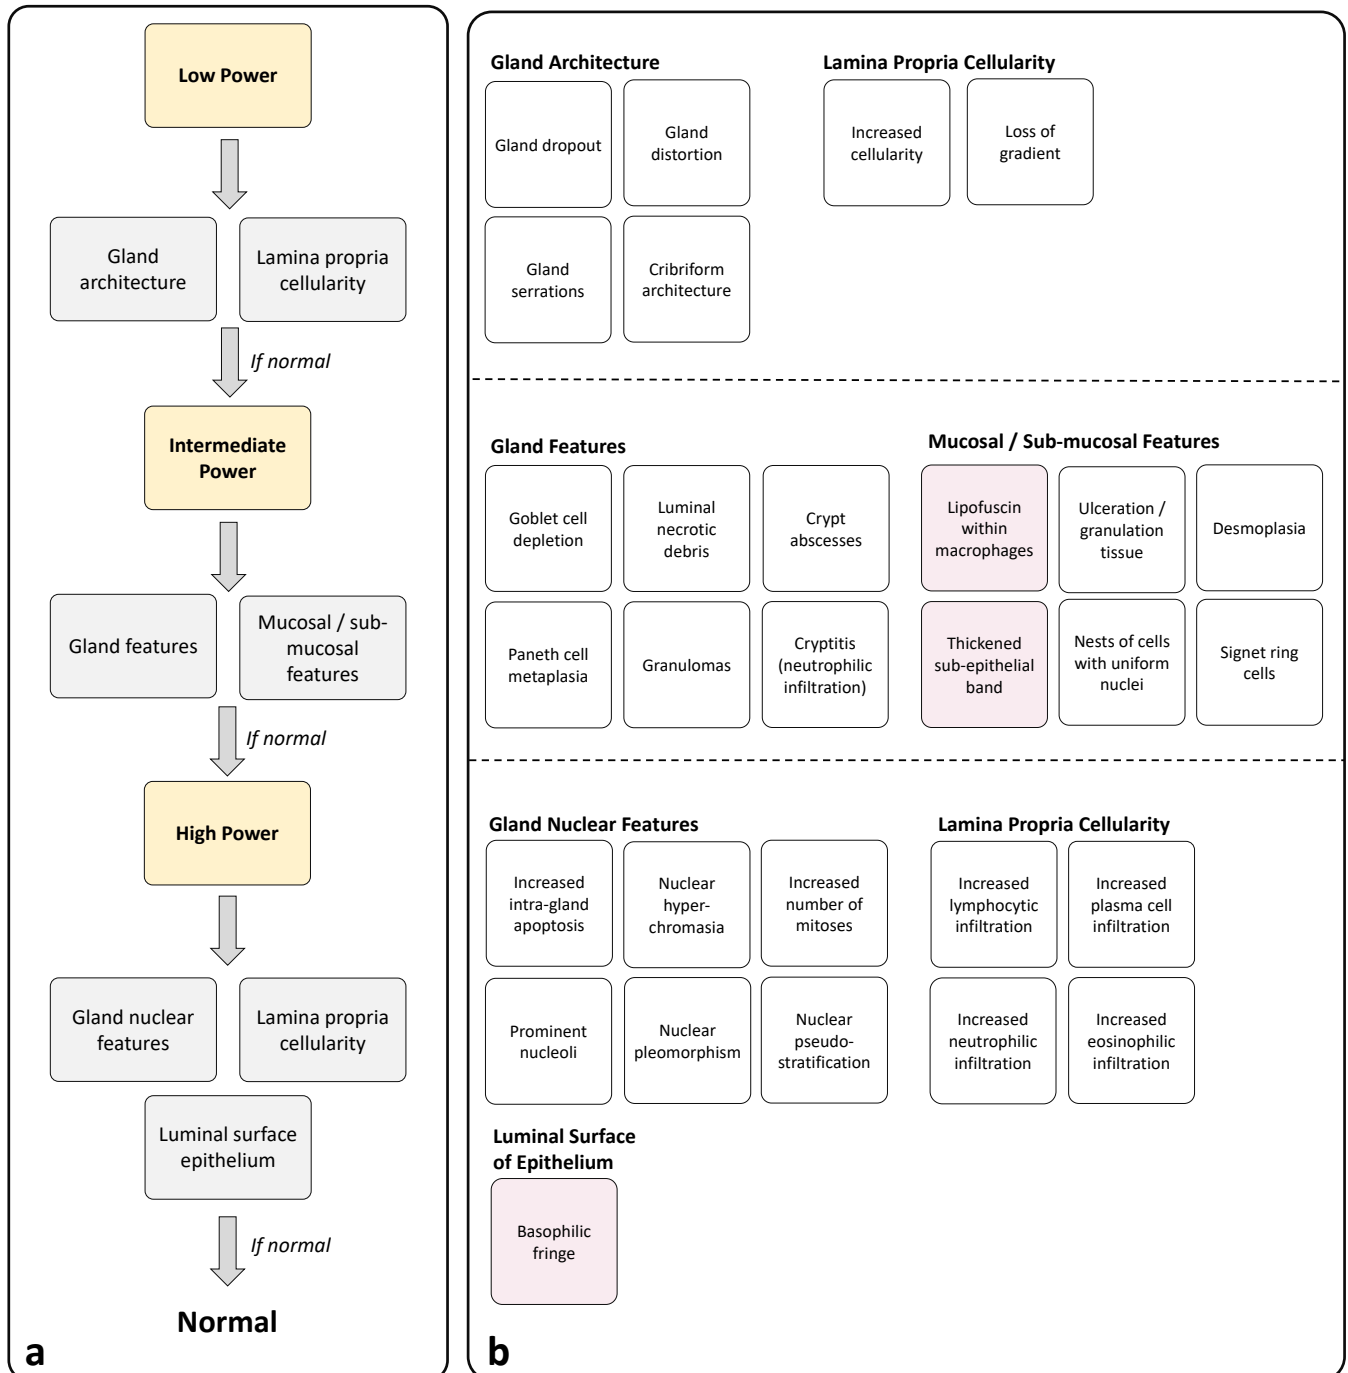 Low Power
Gland
architecture
Lamina propria
cellularity
If normal
Intermediate
Power
Gland features
Mucosal / sub-
mucosal
features
If normal
High Power
Gland nuclear
features
Lamina propria
cellularity
Luminal surface
epithelium
If normal
Normal
a
Gland Architecture
Gland dropout
Gland
distortion
Gland
serrations
Cribriform
architecture
Lamina Propria Cellularity
Increased
cellularity
Loss of
gradient
Gland Features
Goblet cell
depletion
Luminal
necrotic
debris
Crypt
abscesses
Paneth cell
metaplasia
Granulomas
Cryptitis
(neutrophilic
infiltration)
Mucosal / Sub-mucosal Features
Lipofuscin
within
macrophages
Ulceration /
granulation
tissue
Desmoplasia
Thickened
sub-epithelial
band
Nests of cells
with uniform
nuclei
Signet ring
cells
Gland Nuclear Features
Increased
intra-gland
apoptosis
Nuclear
hyper-
chromasia
Increased
number of
mitoses
Prominent
nucleoli
Nuclear
pleomorphism
Nuclear
pseudo-
stratification
Lamina Propria Cellularity
Increased
lymphocytic
infiltration
Increased
plasma cell
infiltration
Increased
neutrophilic
infiltration
Increased
eosinophilic
infiltration
Luminal Surface
of Epithelium
Basophilic
fringe
b